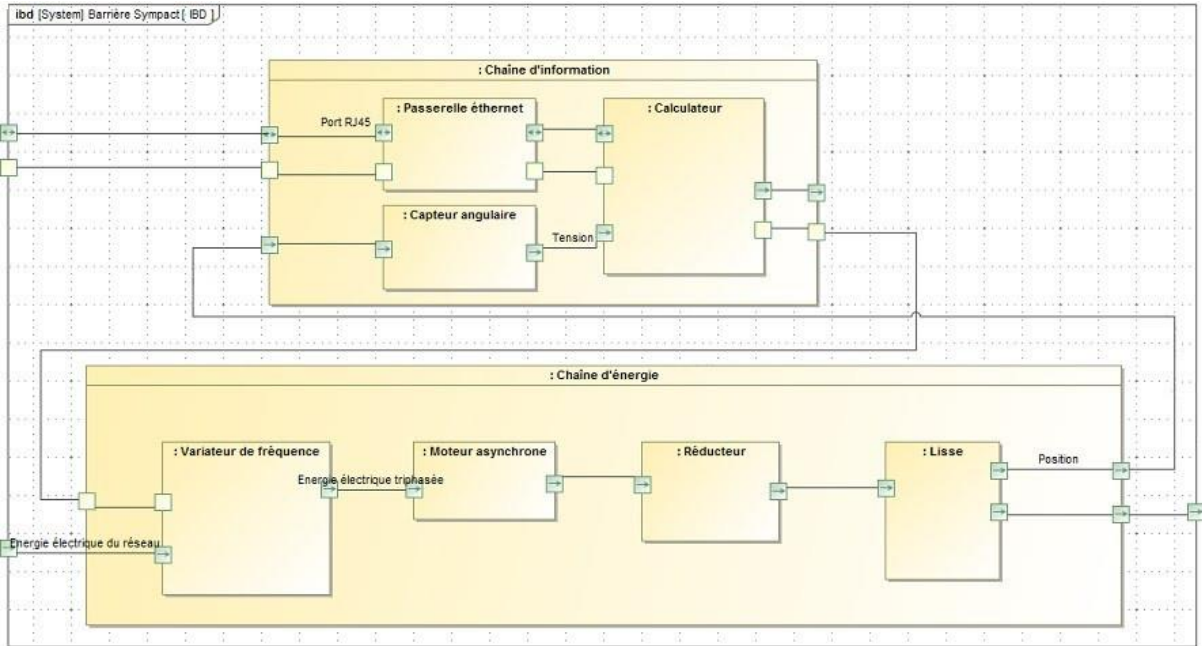 ibd [System] Barrière Sympact[ IBD ]
: Chaîne d'information
: Passerelle éthernet
: Calculateur
Port RJ45
: Capteur angulaire
Tension
: Chaîne d'énergie
: Variateur de fréquence
: Moteur asynchrone
: Réducteur
: Lisse
Position
Energie électrique triphasée
Energie électrique du réseau